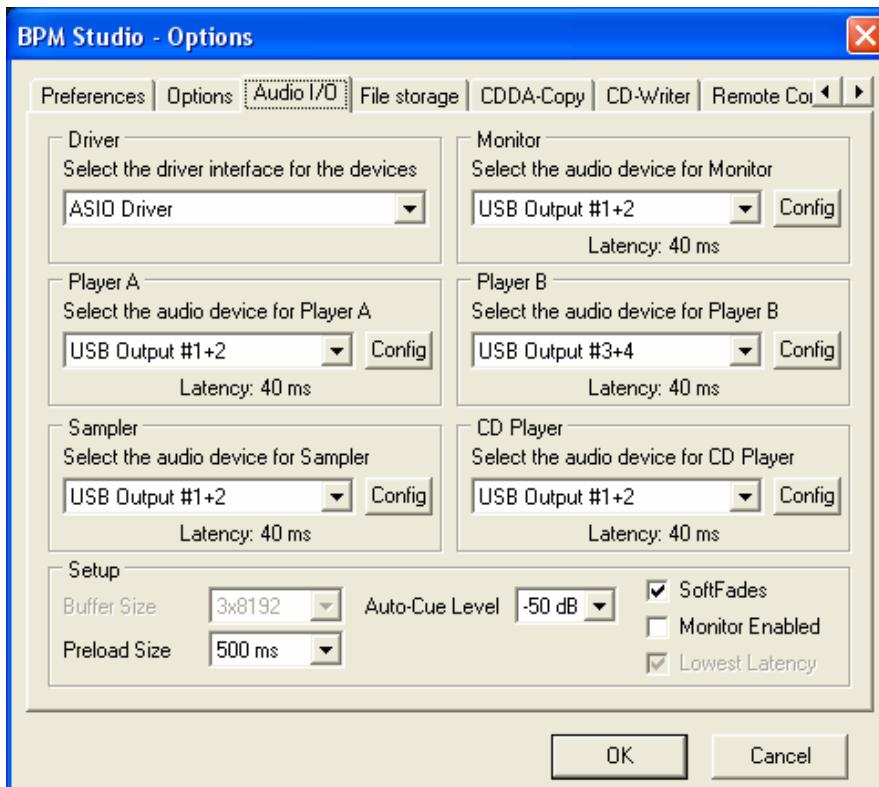 BPM Studio - Options
Preferences Options Audio I/O File storage CDDA-Copy CD-Writer Remote Co
Driver
Select the driver interface for the devices
ASIO Driver
Monitor
Select the audio device for Monitor
USB Output #1+2 Config
Latency: 40 ms
Player A
Select the audio device for Player A
USB Output #1+2 Config
Latency: 40 ms
Player B
Select the audio device for Player B
USB Output #3+4 Config
Latency: 40 ms
Sampler
Select the audio device for Sampler
USB Output #1+2 Config
Latency: 40 ms
CD Player
Select the audio device for CD Player
USB Output #1+2 Config
Latency: 40 ms
Setup
Buffer Size 3x8192
Preload Size 500 ms
Auto-Cue Level -50 dB
SoftFades
Monitor Enabled
Lowest Latency
OK Cancel